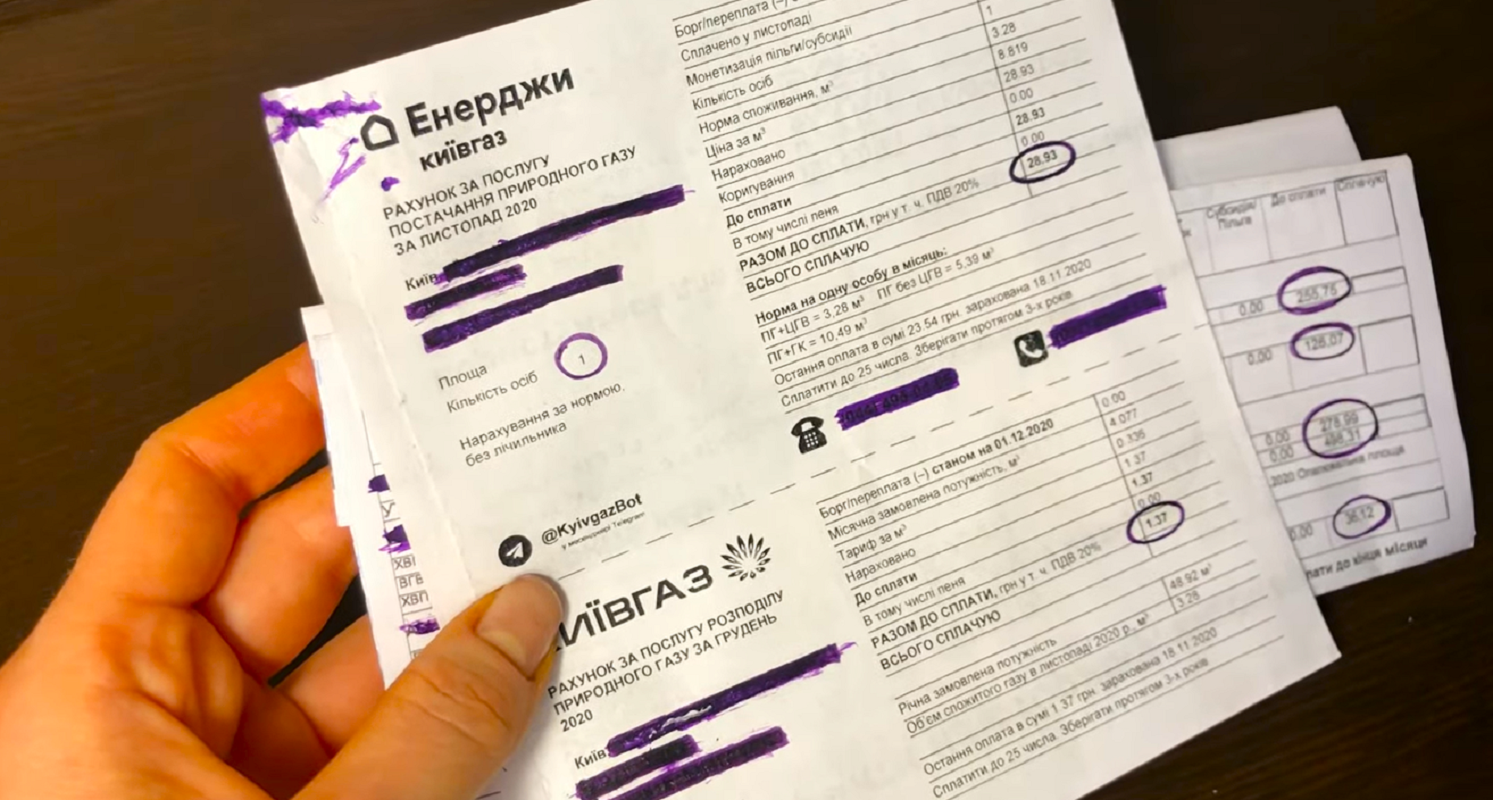 Енерджи
київгаз
РАХУНОК ЗА ПОСЛУГУ
ПОСТАЧАННЯ ПРИРОДНОГО ГАЗУ
ЗА ЛИСТОПАД 2020
Київ
Площа
Кількість осіб 1
Нарахування за нормою,
без лічильника
@KyivgazBot
у месенджері Telegram
Борг/переплата (–)
Сплачено у листопаді
Монетизація пільги/субсидії
Кількість осіб 1
Норма споживання, м³ 3.28
Ціна за м³ 8.819
Нараховано 28.93
Коригування 0.00
До сплати 28.93
В тому числі пеня 0.00
РАЗОМ ДО СПЛАТИ, грн у т. ч. ПДВ 20% 28.93
ВСЬОГО СПЛАЧУЮ
Норма на одну особу в місяць:
ПГ+ЦГВ = 3,28 м³ ПГ без ЦГВ = 5,39 м³
ПГ+ГК = 10,49 м³
Остання оплата в сумі 23.54 грн. зарахована 18.11.2020
Сплатити до 25 числа. Зберігати протягом 3-х років
ИЇВГАЗ
РАХУНОК ЗА ПОСЛУГУ РОЗПОДІЛУ
ПРИРОДНОГО ГАЗУ ЗА ГРУДЕНЬ
2020
Київ
Борг/переплата (–) станом на 01.12.2020 0.00
Місячна замовлена потужність, м³ 4.077
Тариф за м³ 0.336
Нараховано 1.37
До сплати 1.37
В тому числі пеня 0.00
РАЗОМ ДО СПЛАТИ, грн у т. ч. ПДВ 20% 1.37
ВСЬОГО СПЛАЧУЮ
Річна замовлена потужність 48.92 м³
Об'єм спожитого газу в листопаді 2020 р., м³ 3.28
Остання оплата в сумі 1.37 грн. зарахована 18.11.2020
Сплатити до 25 числа. Зберігати протягом 3-х років
Субсидія/
Пільга
До сплати
Сплачую
0,00 255,75
0,00 126,07
0,00 278,99
0,00
2020 Опалювальна площа
0,00 36,12
лати до кінця місяця
У
ХВІ
ВГВ
ХВП